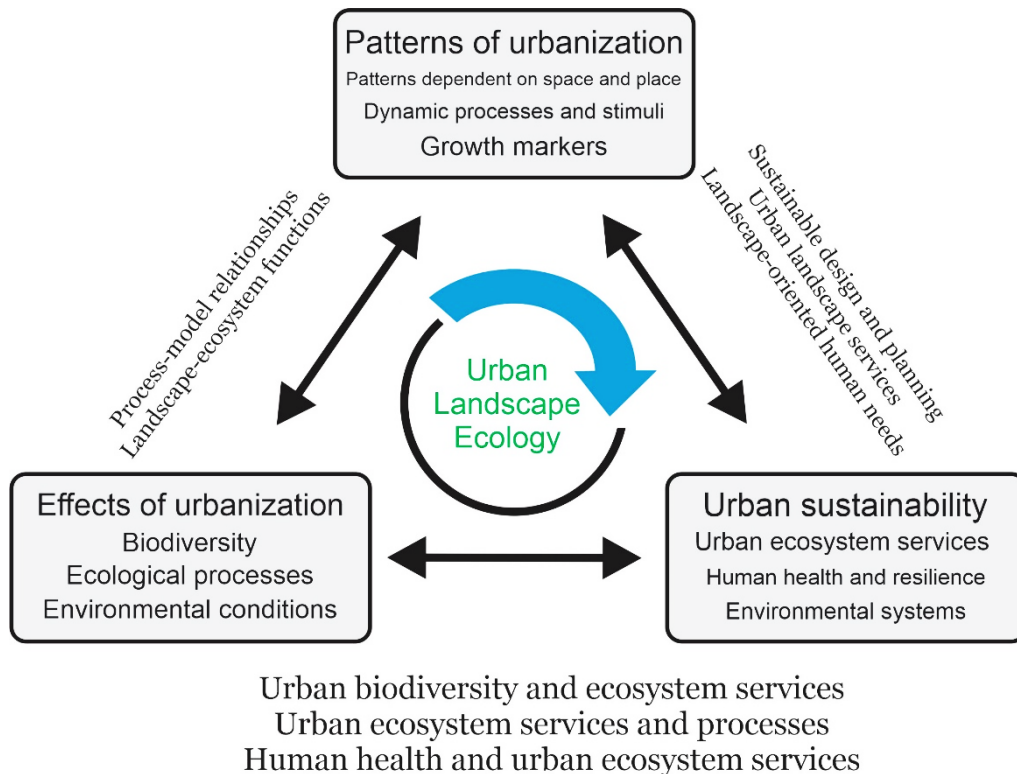 Patterns of urbanization
Patterns dependent on space and place
Dynamic processes and stimuli
Growth markers
Process-model relationships
Landscape-ecosystem functions
Sustainable design and planning
Urban landscape services
Landscape-oriented human needs
Urban
Landscape
Ecology
Effects of urbanization
Biodiversity
Ecological processes
Environmental conditions
Urban sustainability
Urban ecosystem services
Human health and resilience
Environmental systems
Urban biodiversity and ecosystem services
Urban ecosystem services and processes
Human health and urban ecosystem services